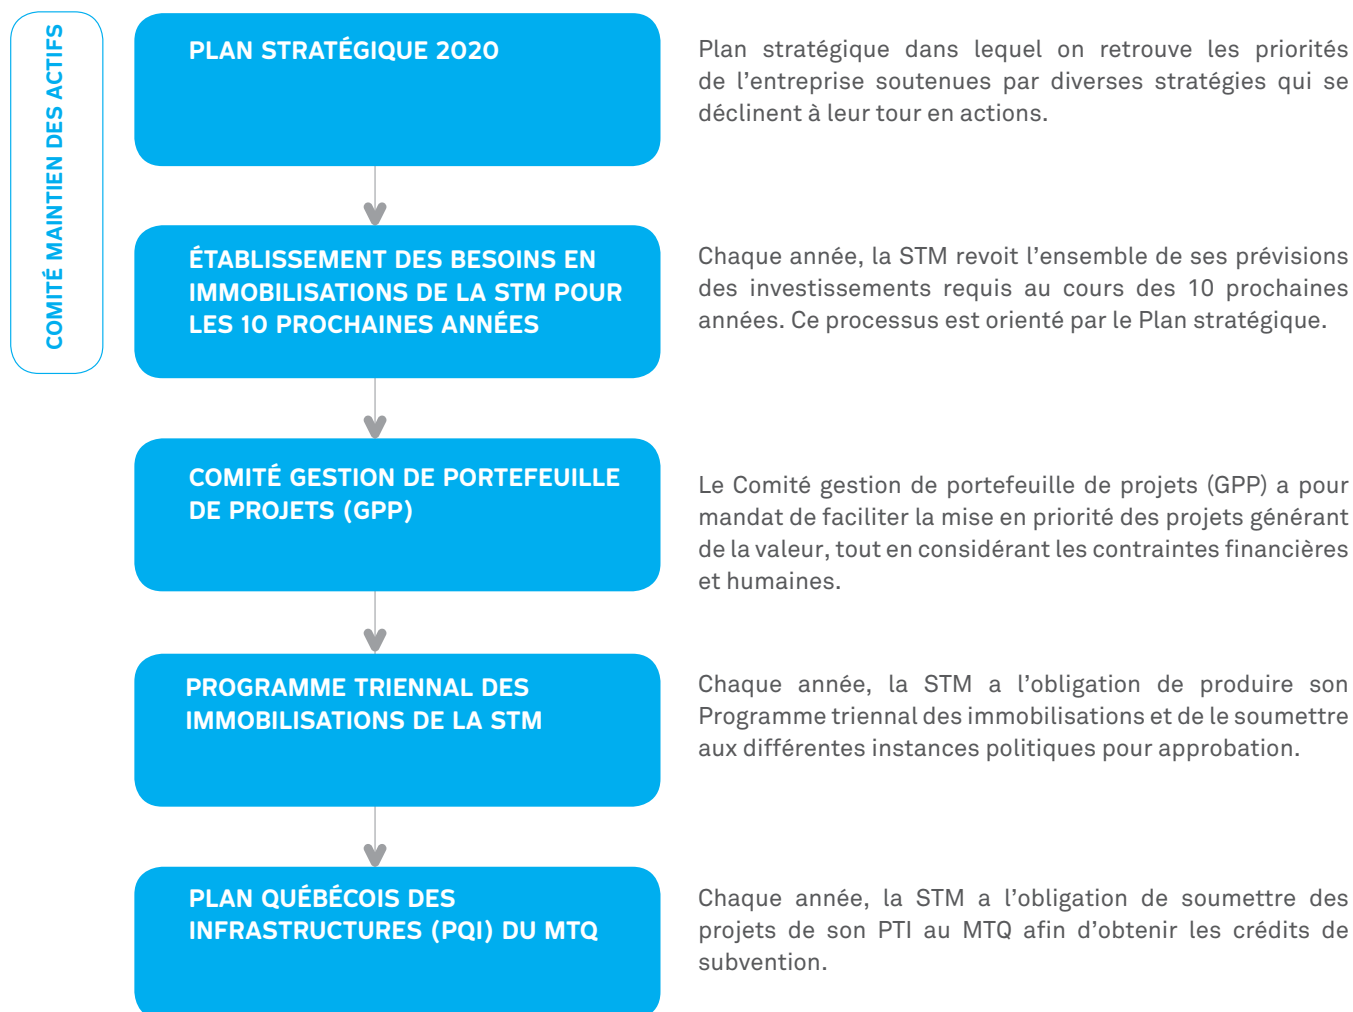 COMITÉ MAINTIEN DES ACTIFS
PLAN STRATÉGIQUE 2020
Plan stratégique dans lequel on retrouve les priorités
de l’entreprise soutenues par diverses stratégies qui se
déclinent à leur tour en actions.
ÉTABLISSEMENT DES BESOINS EN
IMMOBILISATIONS DE LA STM POUR
LES 10 PROCHAINES ANNÉES
Chaque année, la STM revoit l’ensemble de ses prévisions
des investissements requis au cours des 10 prochaines
années. Ce processus est orienté par le Plan stratégique.
COMITÉ GESTION DE PORTEFEUILLE
DE PROJETS (GPP)
Le Comité gestion de portefeuille de projets (GPP) a pour
mandat de faciliter la mise en priorité des projets générant
de la valeur, tout en considérant les contraintes financières
et humaines.
PROGRAMME TRIENNAL DES
IMMOBILISATIONS DE LA STM
Chaque année, la STM a l’obligation de produire son
Programme triennal des immobilisations et de le soumettre
aux différentes instances politiques pour approbation.
PLAN QUÉBÉCOIS DES
INFRASTRUCTURES (PQI) DU MTQ
Chaque année, la STM a l’obligation de soumettre des
projets de son PTI au MTQ afin d’obtenir les crédits de
subvention.